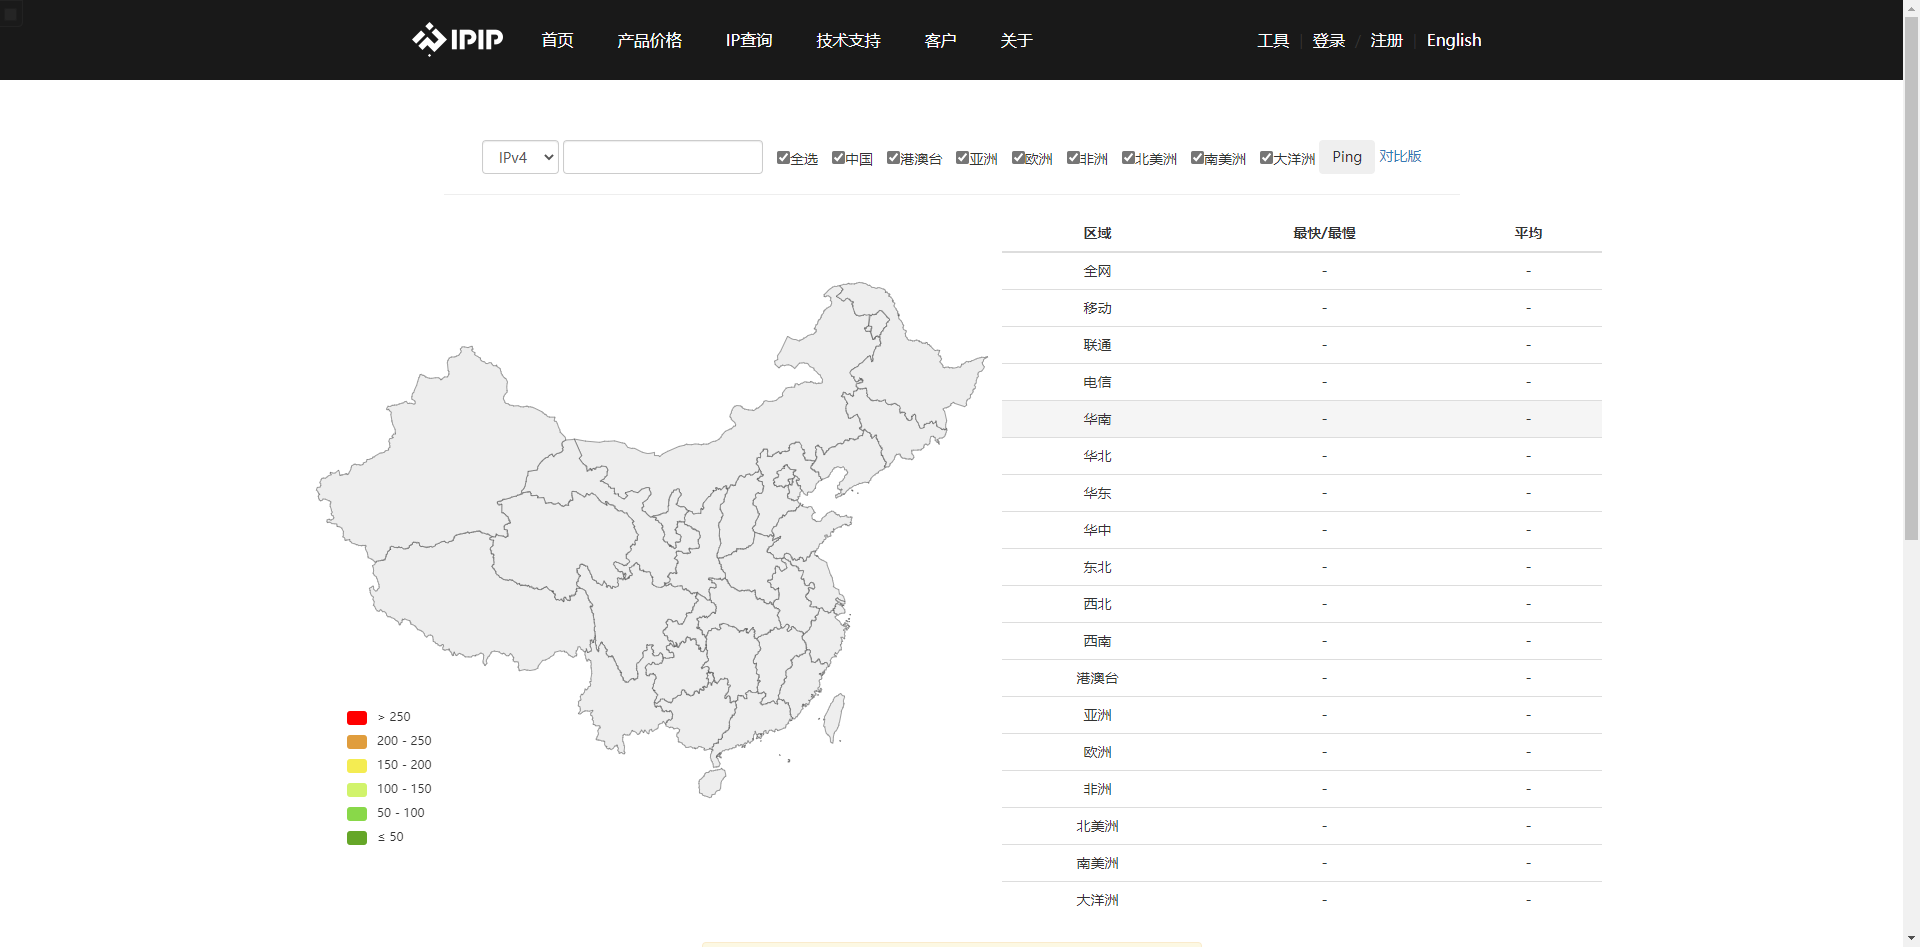 IPIP 首页 产品价格 IP查询 技术支持 客户 关于 工具 登录 / 注册 English
IPv4 全选 中国 港澳台 亚洲 欧洲 非洲 北美洲 南美洲 大洋洲 Ping 对比版
区域 最快/最慢 平均
全网 - -
移动 - -
联通 - -
电信 - -
华南 - -
华北 - -
华东 - -
华中 - -
东北 - -
西北 - -
西南 - -
港澳台 - -
亚洲 - -
欧洲 - -
非洲 - -
北美洲 - -
南美洲 - -
大洋洲 - -
> 250
200 - 250
150 - 200
100 - 150
50 - 100
≤ 50